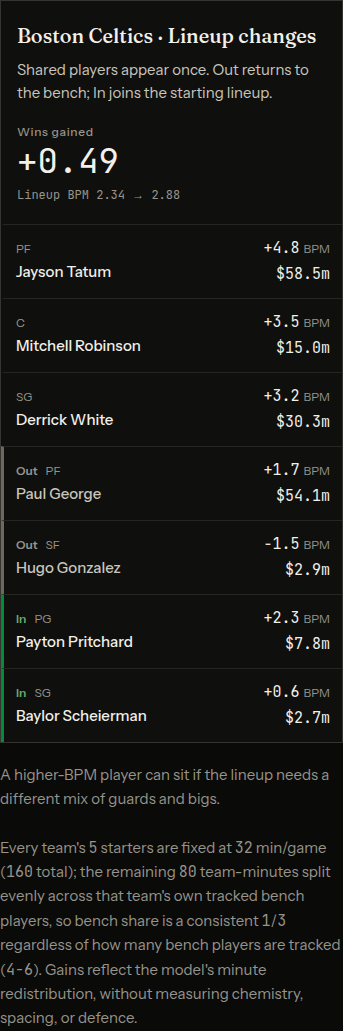 Boston Celtics · Lineup changes
Shared players appear once. Out returns to
the bench; In joins the starting lineup.
Wins gained
+0.49
Lineup BPM 2.34 → 2.88
PF +4.8 BPM
Jayson Tatum $58.5m
C +3.5 BPM
Mitchell Robinson $15.0m
SG +3.2 BPM
Derrick White $30.3m
Out PF +1.7 BPM
Paul George $54.1m
Out SF -1.5 BPM
Hugo Gonzalez $2.9m
In PG +2.3 BPM
Payton Pritchard $7.8m
In SG +0.6 BPM
Baylor Scheierman $2.7m
A higher-BPM player can sit if the lineup needs a
different mix of guards and bigs.
Every team's 5 starters are fixed at 32 min/game
(160 total); the remaining 80 team-minutes split
evenly across that team's own tracked bench
players, so bench share is a consistent 1/3
regardless of how many bench players are tracked
(4-6). Gains reflect the model's minute
redistribution, without measuring chemistry,
spacing, or defence.